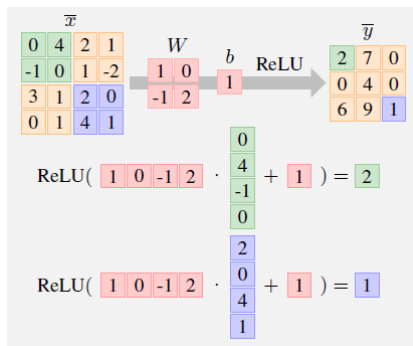 x̅ W b y̅
0 4 2 1
-1 0 1 -2
3 1 2 0
0 1 4 1
1 0
-1 2
1
ReLU
2 7 0
0 4 0
6 9 1
ReLU( 1 0 -1 2 · 0 4 -1 0 + 1 ) = 2
ReLU( 1 0 -1 2 · 2 0 4 1 + 1 ) = 1